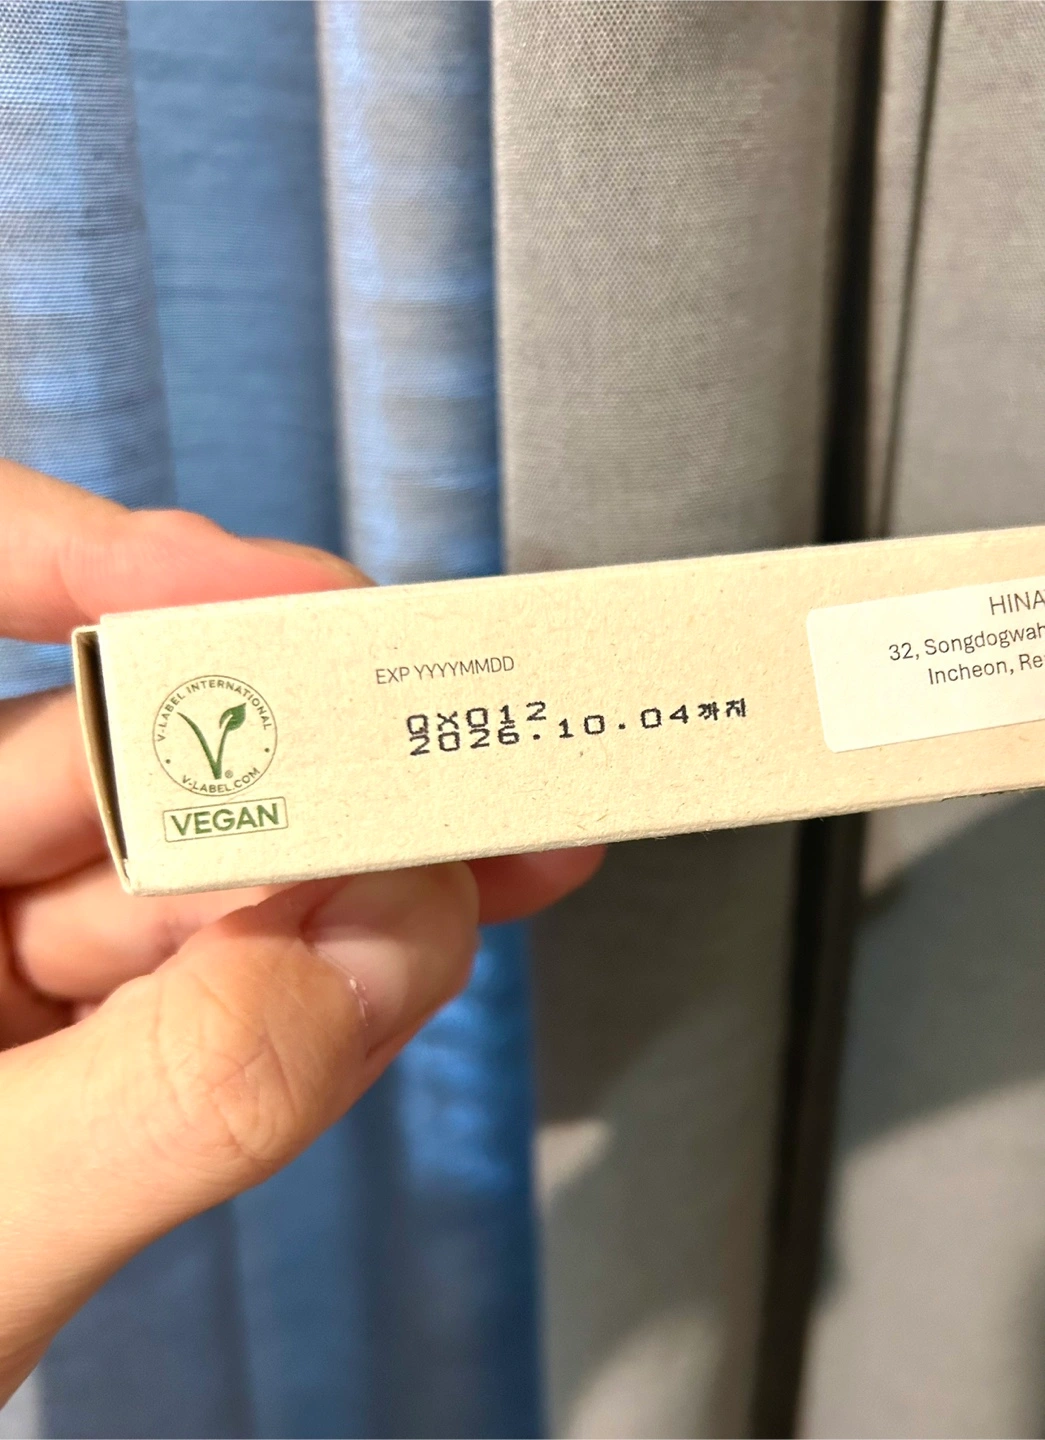 V-LABEL INTERNATIONAL
V-LABEL.COM
VEGAN
EXP YYYYMMDD
QX012
2026.10.04까지
HINA
32, Songdogwah
Incheon, Re